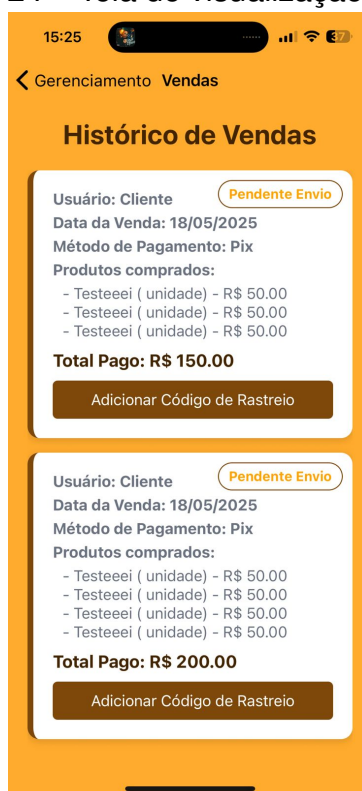 15:25
37
Gerenciamento Vendas
Histórico de Vendas
Usuário: Cliente
Pendente Envio
Data da Venda: 18/05/2025
Método de Pagamento: Pix
Produtos comprados:
- Testeeei ( unidade) - R$ 50.00
- Testeeei ( unidade) - R$ 50.00
- Testeeei ( unidade) - R$ 50.00
Total Pago: R$ 150.00
Adicionar Código de Rastreio
Usuário: Cliente
Pendente Envio
Data da Venda: 18/05/2025
Método de Pagamento: Pix
Produtos comprados:
- Testeeei ( unidade) - R$ 50.00
- Testeeei ( unidade) - R$ 50.00
- Testeeei ( unidade) - R$ 50.00
- Testeeei ( unidade) - R$ 50.00
Total Pago: R$ 200.00
Adicionar Código de Rastreio